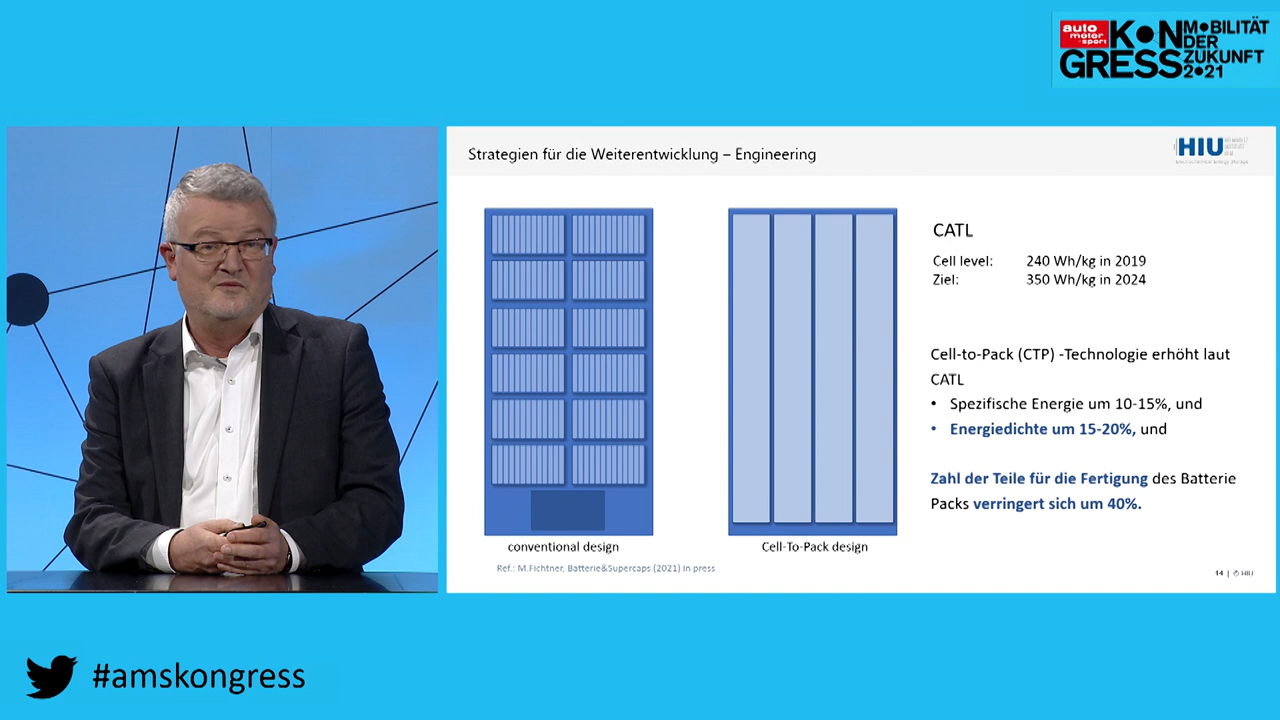 auto
motor
sport
KONGRESS
MOBILITÄT
DER
ZUKUNFT
2021
Strategien für die Weiterentwicklung – Engineering
HIU
CATL
Cell level: 240 Wh/kg in 2019
Ziel: 350 Wh/kg in 2024
Cell-to-Pack (CTP) -Technologie erhöht laut
CATL
• Spezifische Energie um 10-15%, und
• Energiedichte um 15-20%, und
Zahl der Teile für die Fertigung des Batterie
Packs verringert sich um 40%.
conventional design
Cell-To-Pack design
Ref.: M.Fichtner, Batterie&Supercaps (2021) in press
14 | © HIU
#amskongress